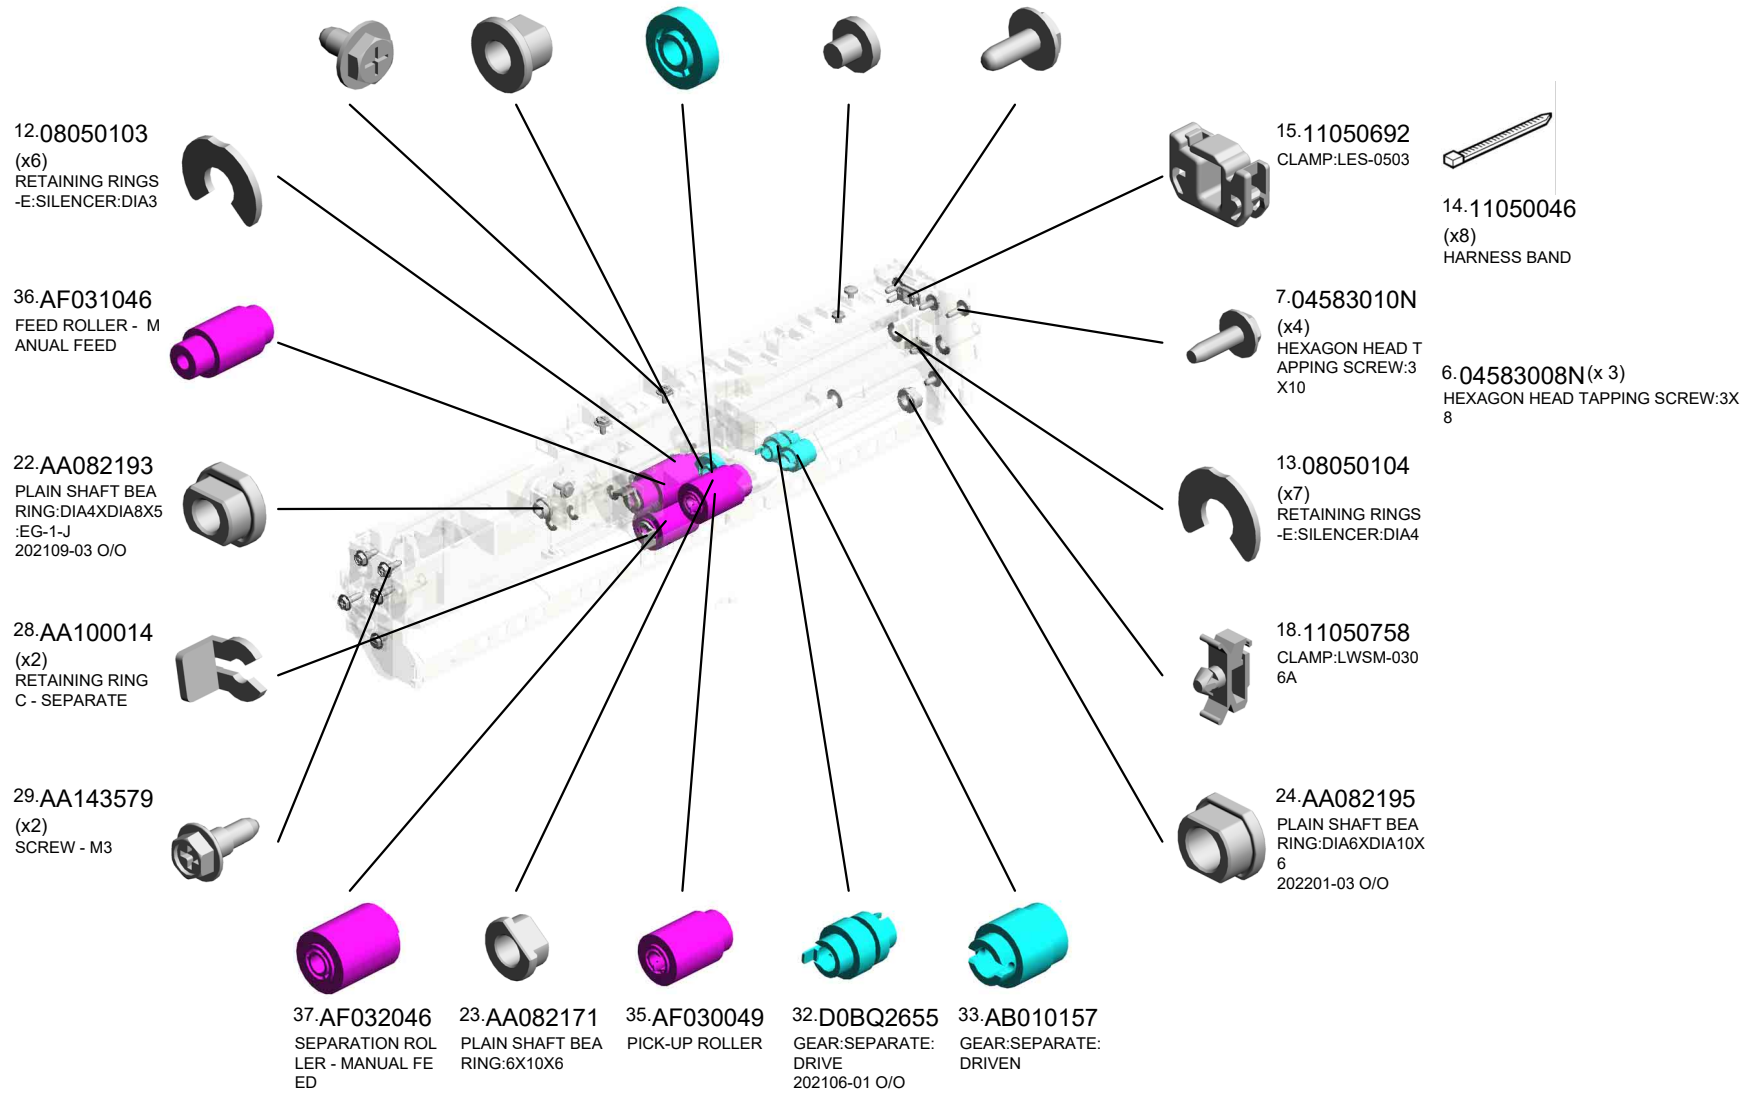 12.08050103
(x6)
RETAINING RINGS
-E:SILENCER:DIA3
36.AF031046
FEED ROLLER - M
ANUAL FEED
22.AA082193
PLAIN SHAFT BEA
RING:DIA4XDIA8X5
:EG-1-J
202109-03 O/O
28.AA100014
(x2)
RETAINING RING
C - SEPARATE
29.AA143579
(x2)
SCREW - M3
37.AF032046
SEPARATION ROL
LER - MANUAL FE
ED
23.AA082171
PLAIN SHAFT BEA
RING:6X10X6
35.AF030049
PICK-UP ROLLER
32.D0BQ2655
GEAR:SEPARATE:
DRIVE
202106-01 O/O
33.AB010157
GEAR:SEPARATE:
DRIVEN
15.11050692
CLAMP:LES-0503
14.11050046
(x8)
HARNESS BAND
7.04583010N
(x4)
HEXAGON HEAD T
APPING SCREW:3
X10
6.04583008N(x 3)
HEXAGON HEAD TAPPING SCREW:3X
8
13.08050104
(x7)
RETAINING RINGS
-E:SILENCER:DIA4
18.11050758
CLAMP:LWSM-030
6A
24.AA082195
PLAIN SHAFT BEA
RING:DIA6XDIA10X
6
202201-03 O/O